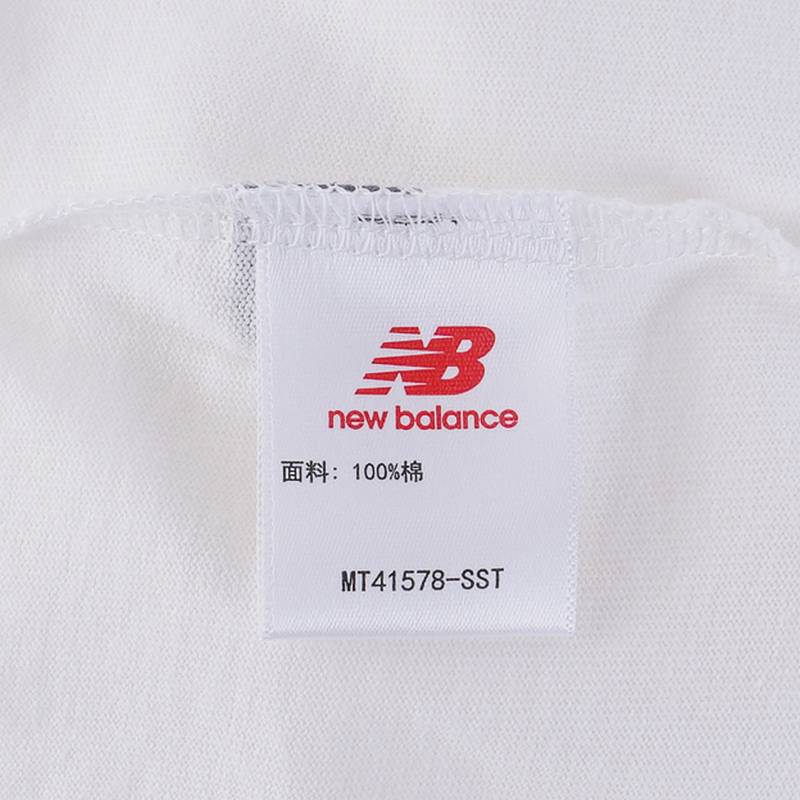 NB
new balance
面料: 100%棉
MT41578-SST